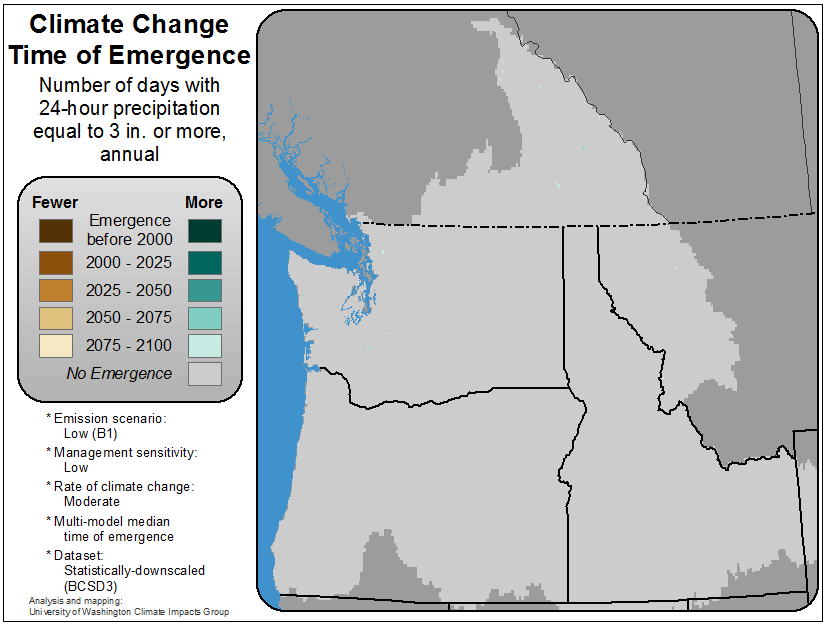 Climate Change
Time of Emergence
Number of days with
24-hour precipitation
equal to 3 in. or more,
annual
Fewer More
Emergence
before 2000
2000 - 2025
2025 - 2050
2050 - 2075
2075 - 2100
No Emergence
* Emission scenario:
Low (B1)
* Management sensitivity:
Low
* Rate of climate change:
Moderate
* Multi-model median
time of emergence
* Dataset:
Statistically-downscaled
(BCSD3)
Analysis and mapping:
University of Washington Climate Impacts Group